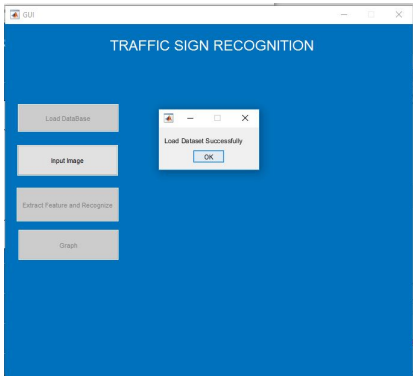 GUI
TRAFFIC SIGN RECOGNITION
Load DataBase
Load Dataset Successfully
OK
Input Image
Extract Feature and Recognize
Graph